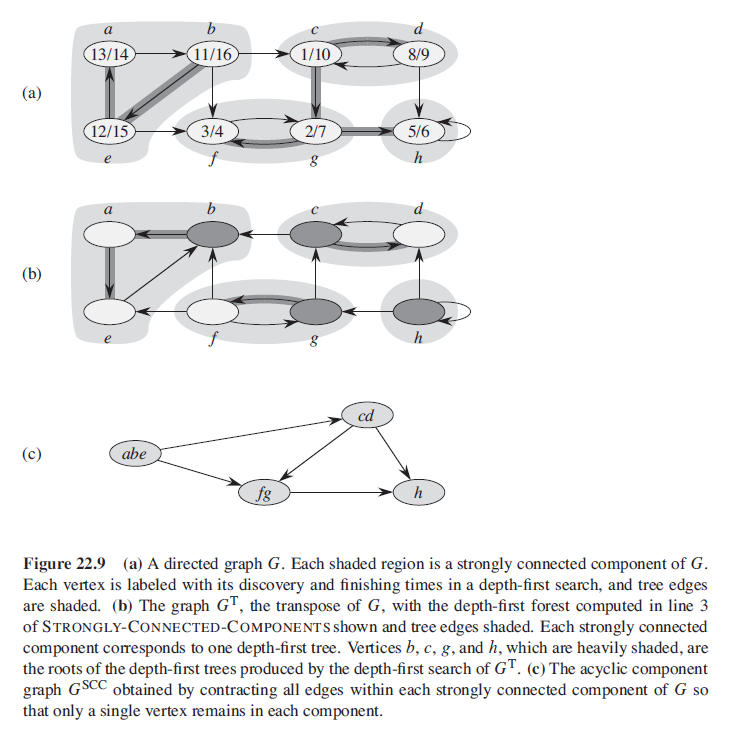 a b c d
(a) 13/14 11/16 1/10 8/9
12/15 3/4 2/7 5/6
e f g h
a b c d
(b)
e f g h
cd
(c) abe
fg h
Figure 22.9 (a) A directed graph G. Each shaded region is a strongly connected component of G.
Each vertex is labeled with its discovery and finishing times in a depth-first search, and tree edges
are shaded. (b) The graph Gᵀ, the transpose of G, with the depth-first forest computed in line 3
of STRONGLY-CONNECTED-COMPONENTS shown and tree edges shaded. Each strongly connected
component corresponds to one depth-first tree. Vertices b, c, g, and h, which are heavily shaded, are
the roots of the depth-first trees produced by the depth-first search of Gᵀ. (c) The acyclic component
graph Gˢᶜᶜ obtained by contracting all edges within each strongly connected component of G so
that only a single vertex remains in each component.